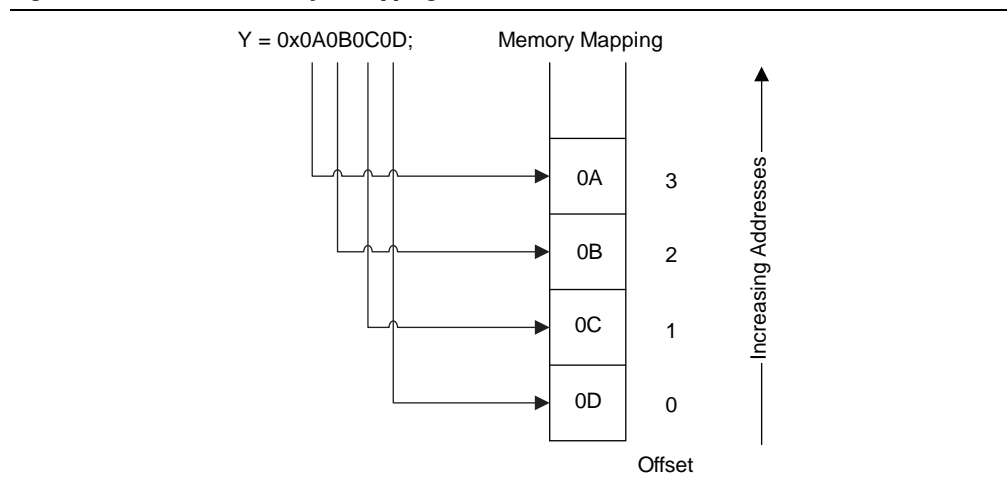 Y = 0x0A0B0C0D;
Memory Mapping
0A 3
0B 2
0C 1
0D 0
Offset
Increasing Addresses